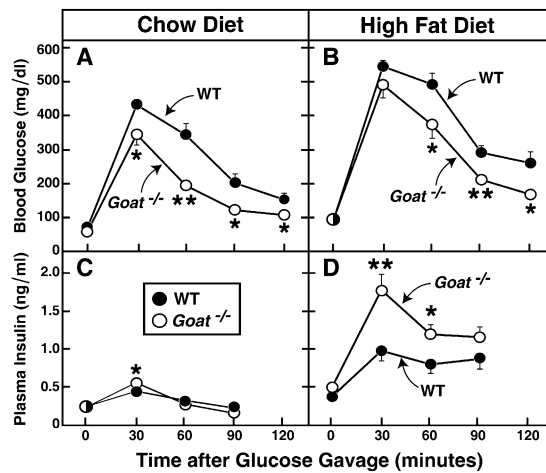 Chow Diet High Fat Diet
Blood Glucose (mg/dl)
600
500
400
300
200
100
0
A
WT
Goat -/-
*
**
*
*
B
WT
Goat -/-
*
**
*
Plasma Insulin (ng/ml)
2.0
1.5
1.0
0.5
0
C
WT
Goat -/-
*
D
**
Goat -/-
*
WT
0 30 60 90 120 0 30 60 90 120
Time after Glucose Gavage (minutes)